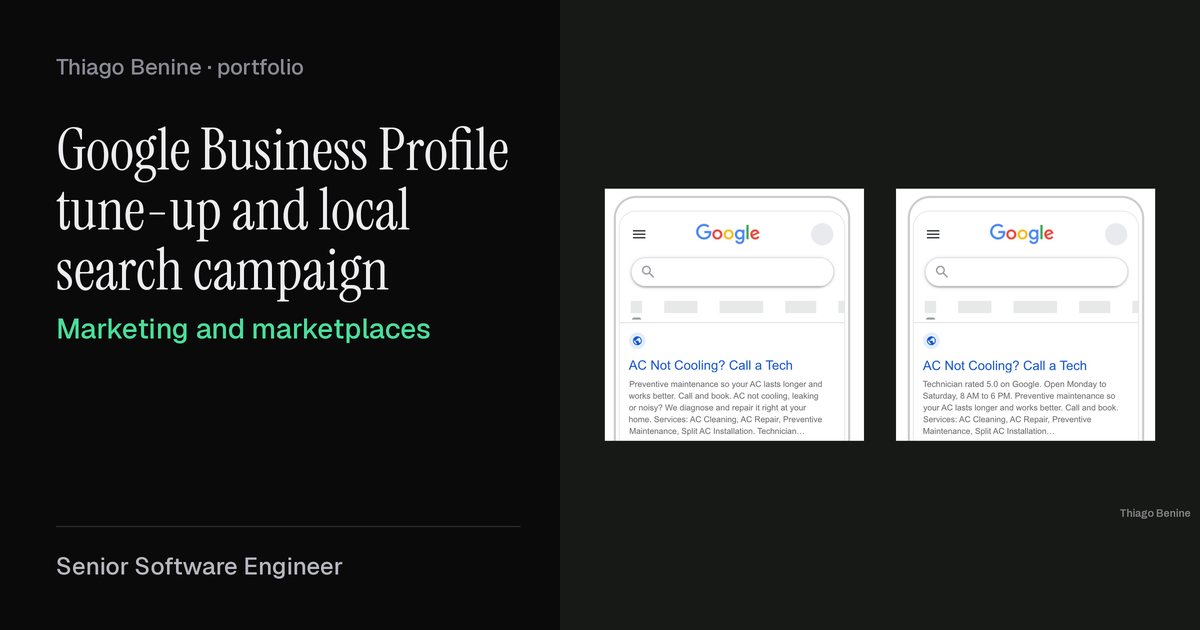 Thiago Benine · portfolio
Google Business Profile
tune-up and local
search campaign
Marketing and marketplaces
Senior Software Engineer
Google
AC Not Cooling? Call a Tech
Preventive maintenance so your AC lasts longer and
works better. Call and book. AC not cooling, leaking
or noisy? We diagnose and repair it right at your
home. Services: AC Cleaning, AC Repair, Preventive
Maintenance, Split AC Installation. Technician…
Google
AC Not Cooling? Call a Tech
Technician rated 5.0 on Google. Open Monday to
Saturday, 8 AM to 6 PM. Preventive maintenance so
your AC lasts longer and works better. Call and book.
Services: AC Cleaning, AC Repair, Preventive
Maintenance, Split AC Installation…
Thiago Benine